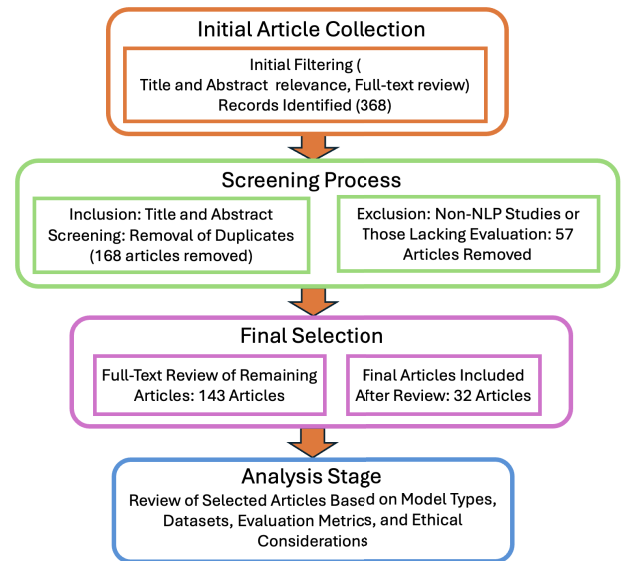 Initial Article Collection
Initial Filtering (
Title and Abstract relevance, Full-text review)
Records Identified (368)
Screening Process
Inclusion: Title and Abstract
Screening: Removal of Duplicates
(168 articles removed)
Exclusion: Non-NLP Studies or
Those Lacking Evaluation: 57
Articles Removed
Final Selection
Full-Text Review of Remaining
Articles: 143 Articles
Final Articles Included
After Review: 32 Articles
Analysis Stage
Review of Selected Articles Based on Model Types,
Datasets, Evaluation Metrics, and Ethical
Considerations